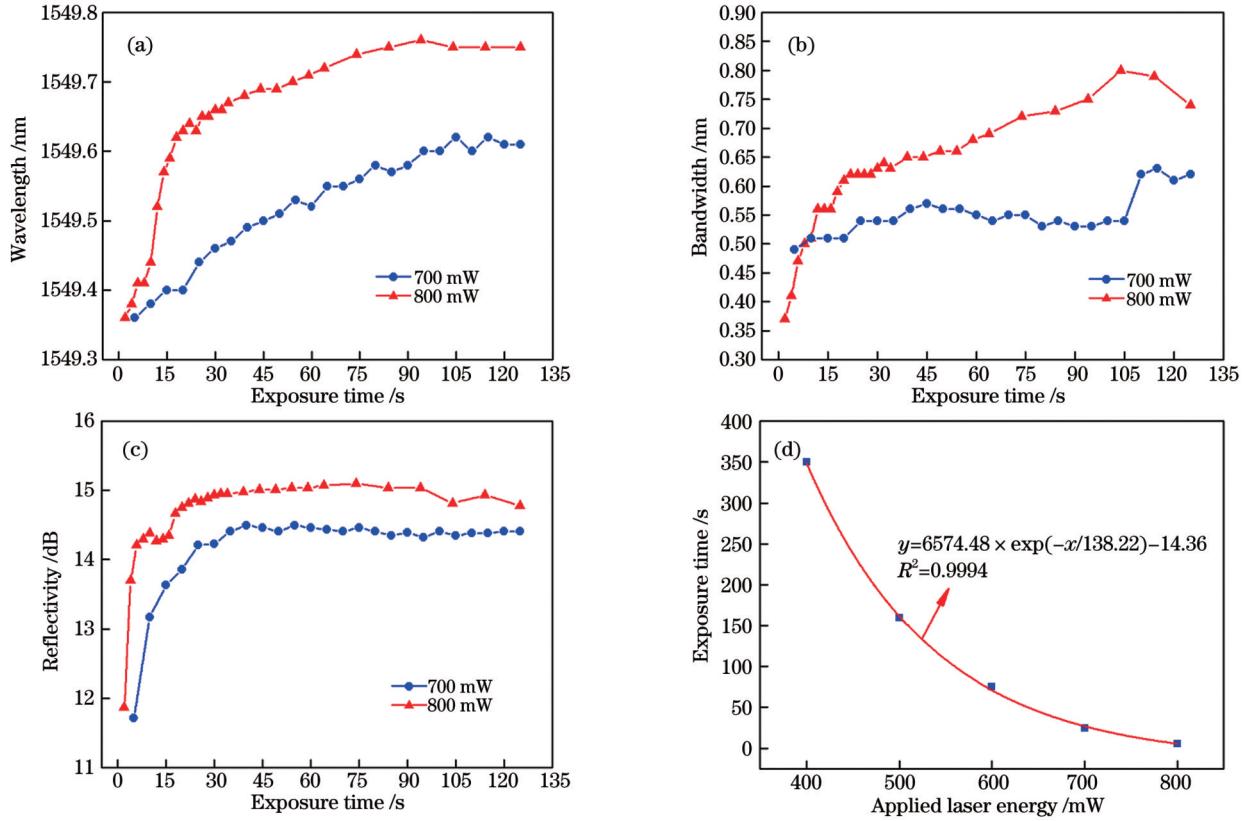 (a)
1549.8
1549.7
1549.6
1549.5
1549.4
1549.3
Wavelength /nm
700 mW
800 mW
0 15 30 45 60 75 90 105 120 135
Exposure time /s
(b)
0.90
0.85
0.80
0.75
0.70
0.65
0.60
0.55
0.50
0.45
0.40
0.35
0.30
Bandwidth /nm
700 mW
800 mW
0 15 30 45 60 75 90 105 120 135
Exposure time /s
(c)
16
15
14
13
12
11
Reflectivity /dB
700 mW
800 mW
0 15 30 45 60 75 90 105 120 135
Exposure time /s
(d)
400
350
300
250
200
150
100
50
0
Exposure time /s
y=6574.48×exp(−x/138.22)−14.36
R²=0.9994
400 500 600 700 800
Applied laser energy /mW